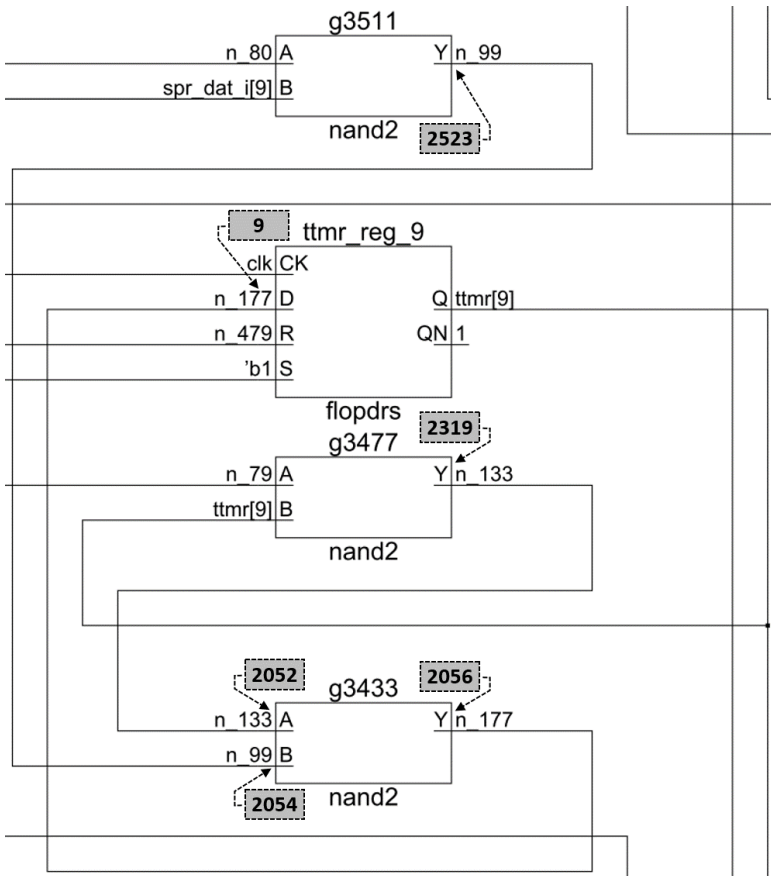 g3511
n_80 A Y n_99
spr_dat_i[9] B
nand2
2523
9
ttmr_reg_9
clk CK
n_177 D Q ttmr[9]
n_479 R QN 1
'b1 S
flopdrs
2319
g3477
n_79 A Y n_133
ttmr[9] B
nand2
2052
2056
g3433
n_133 A Y n_177
n_99 B
nand2
2054